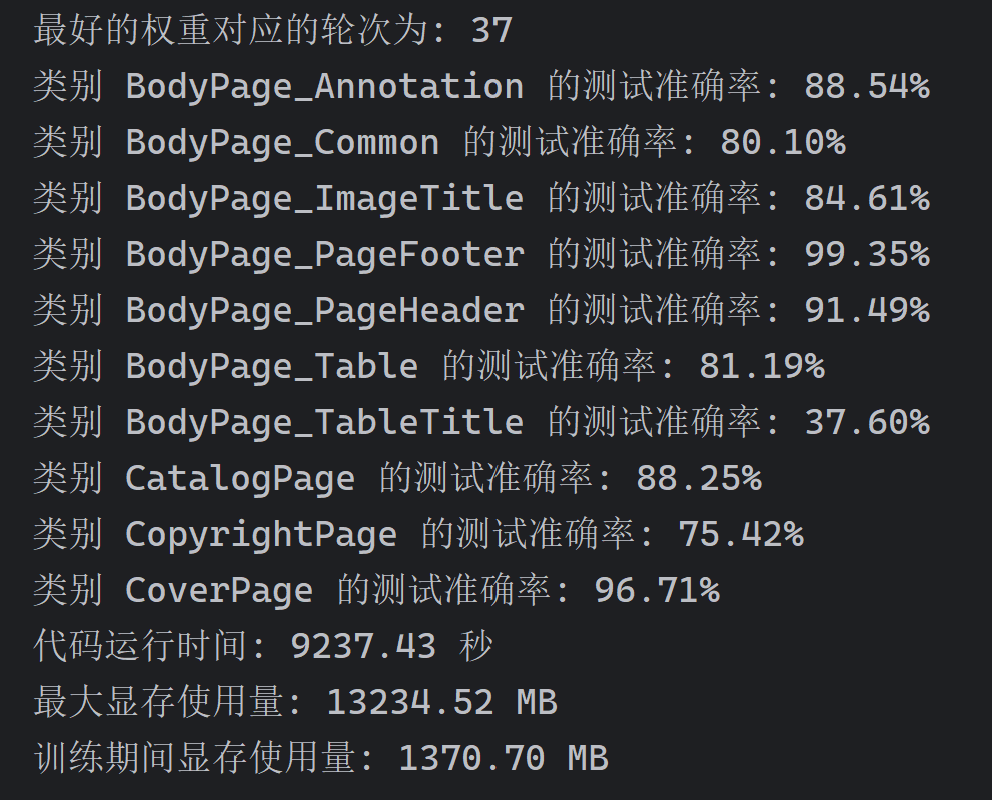 最好的权重对应的轮次为: 37
类别 BodyPage_Annotation 的测试准确率: 88.54%
类别 BodyPage_Common 的测试准确率: 80.10%
类别 BodyPage_ImageTitle 的测试准确率: 84.61%
类别 BodyPage_PageFooter 的测试准确率: 99.35%
类别 BodyPage_PageHeader 的测试准确率: 91.49%
类别 BodyPage_Table 的测试准确率: 81.19%
类别 BodyPage_TableTitle 的测试准确率: 37.60%
类别 CatalogPage 的测试准确率: 88.25%
类别 CopyrightPage 的测试准确率: 75.42%
类别 CoverPage 的测试准确率: 96.71%
代码运行时间: 9237.43 秒
最大显存使用量: 13234.52 MB
训练期间显存使用量: 1370.70 MB